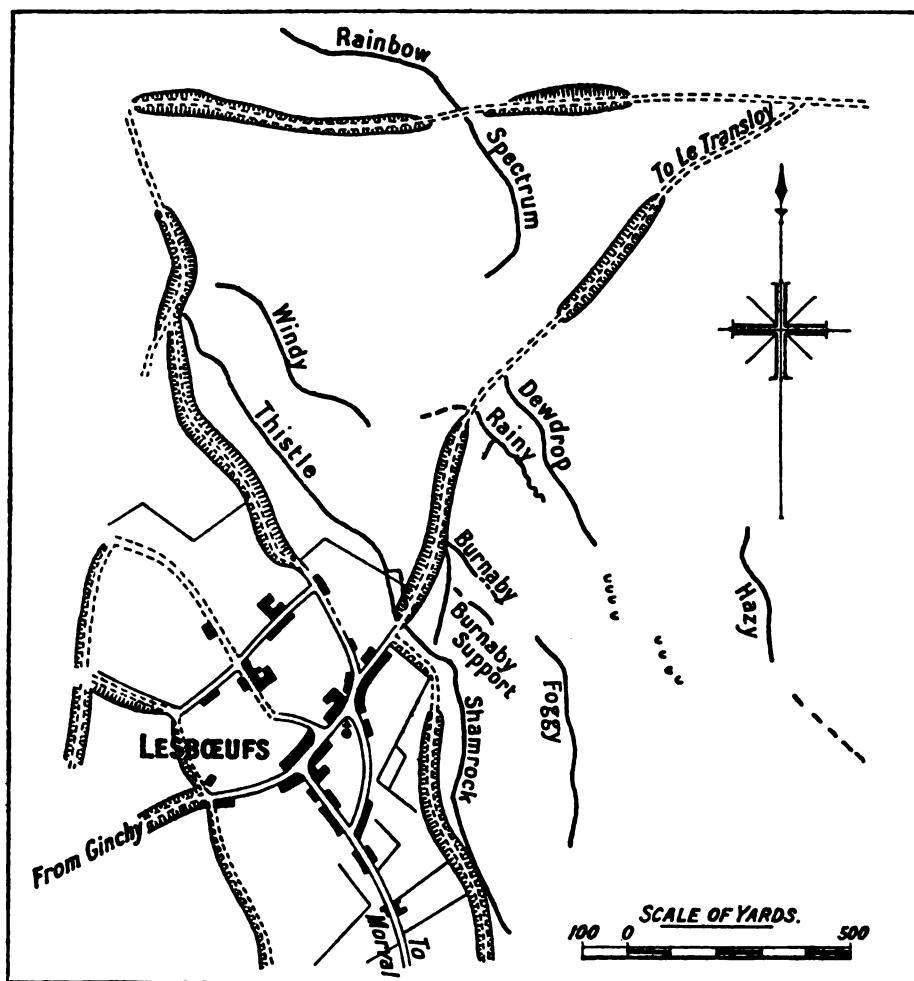 Rainbow
Spectrum
To Le Transloy
Windy
Thistle
Dewdrop
Rainy
Burnaby
Burnaby
Support
Hazy
Foggy
Shamrock
LESBŒUFS
From Ginchy
To
Morval
SCALE OF YARDS.
100 0 500